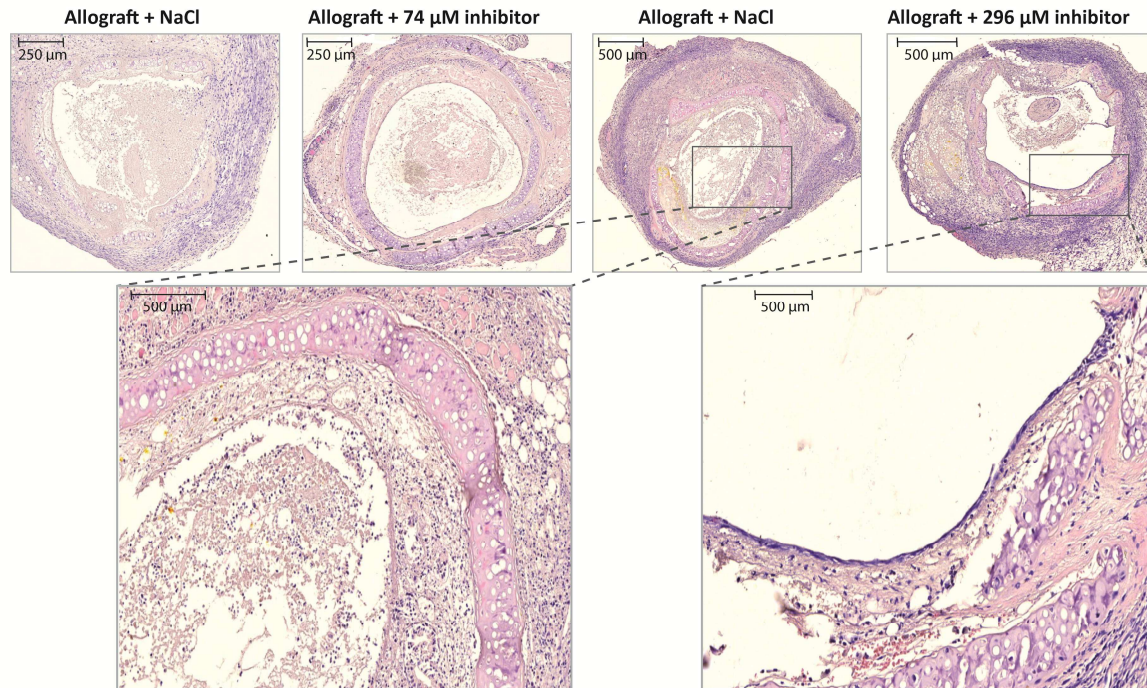 Allograft + NaCl
Allograft + 74 µM inhibitor
Allograft + NaCl
Allograft + 296 µM inhibitor
250 µm
250 µm
500 µm
500 µm
500 µm
500 µm